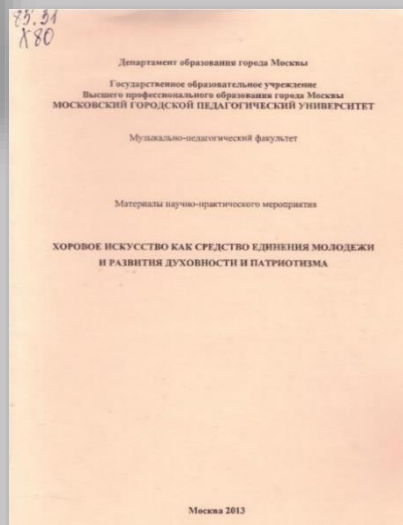 85.31
Х80
Департамент образования города Москвы
Государственное образовательное учреждение
Высшего профессионального образования города Москвы
МОСКОВСКИЙ ГОРОДСКОЙ ПЕДАГОГИЧЕСКИЙ УНИВЕРСИТЕТ
Музыкально-педагогический факультет
Материалы научно-практического мероприятия
ХОРОВОЕ ИСКУССТВО КАК СРЕДСТВО ЕДИНЕНИЯ МОЛОДЕЖИ
И РАЗВИТИЯ ДУХОВНОСТИ И ПАТРИОТИЗМА
Москва 2013